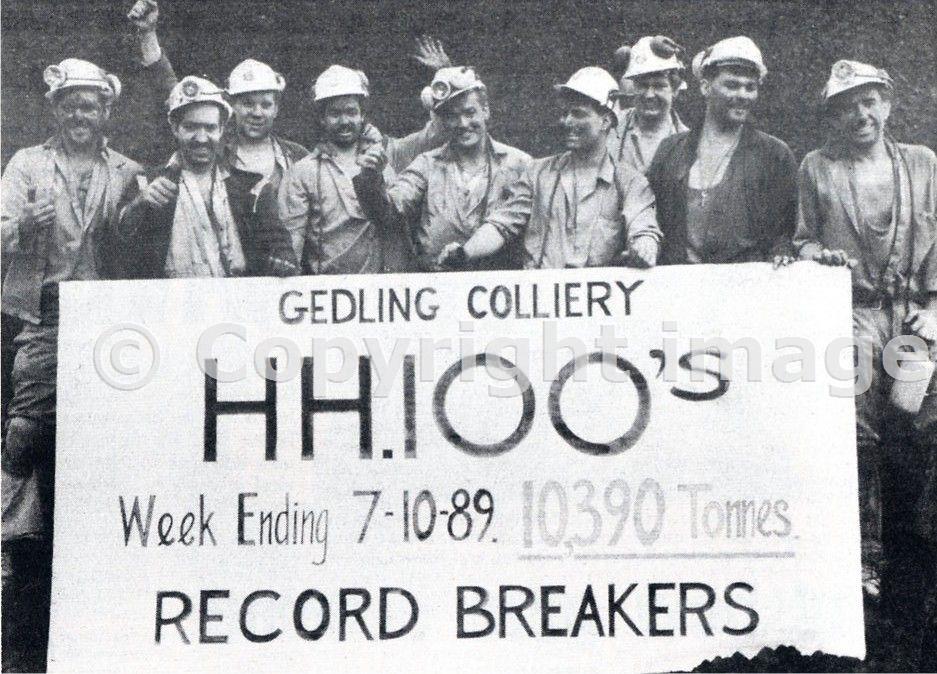 GEDLING COLLIERY
© Copyright image
HH.100's
Week Ending 7-10-89. 10,390 Tonnes.
RECORD BREAKERS